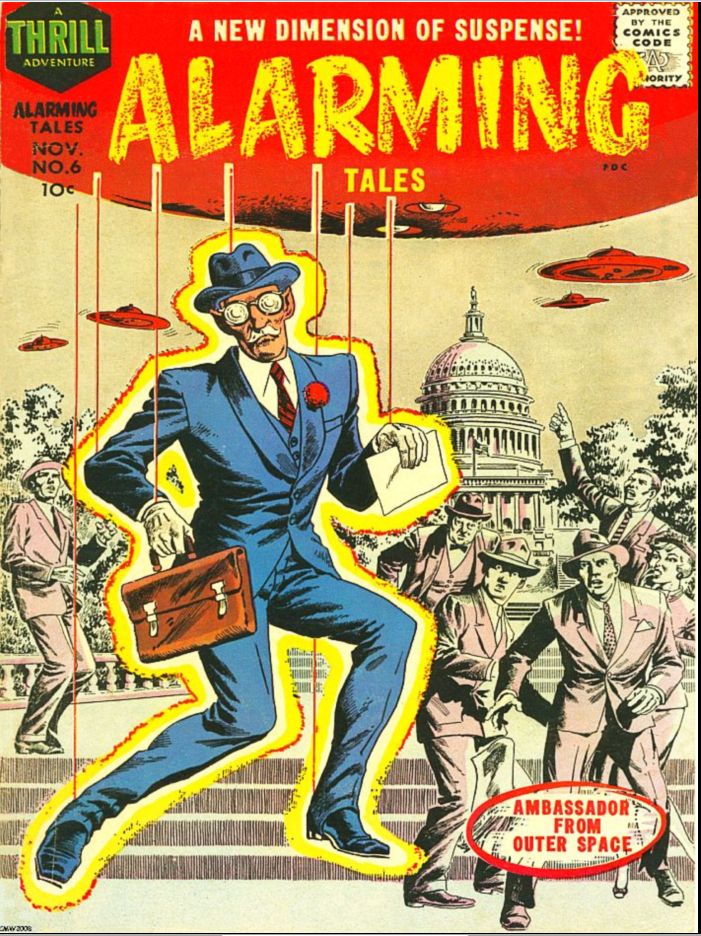 A
THRILL
ADVENTURE
A NEW DIMENSION OF SUSPENSE!
APPROVED
BY THE
COMICS
CODE
ALARMING
TALES
ALARMING
TALES
NOV.
NO.6
10¢
PDC
AMBASSADOR
FROM
OUTER SPACE